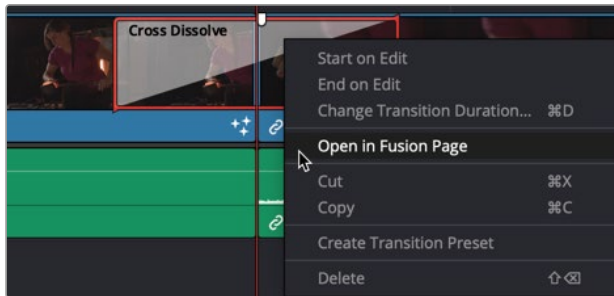 Cross Dissolve
Start on Edit
End on Edit
Change Transition Duration... ⌘D
Open in Fusion Page
Cut ⌘X
Copy ⌘C
Create Transition Preset
Delete ⇧⌫